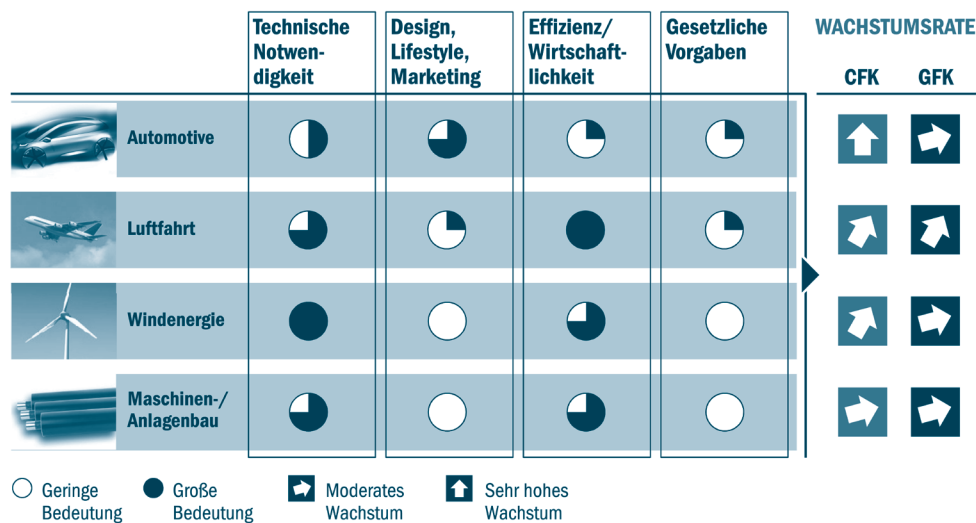 Technische
Notwen-
digkeit
Design,
Lifestyle,
Marketing
Effizienz/
Wirtschaft-
lichkeit
Gesetzliche
Vorgaben
WACHSTUMSRATE
CFK
GFK
Automotive
Luftfahrt
Windenergie
Maschinen-/
Anlagenbau
Geringe
Bedeutung
Große
Bedeutung
Moderates
Wachstum
Sehr hohes
Wachstum